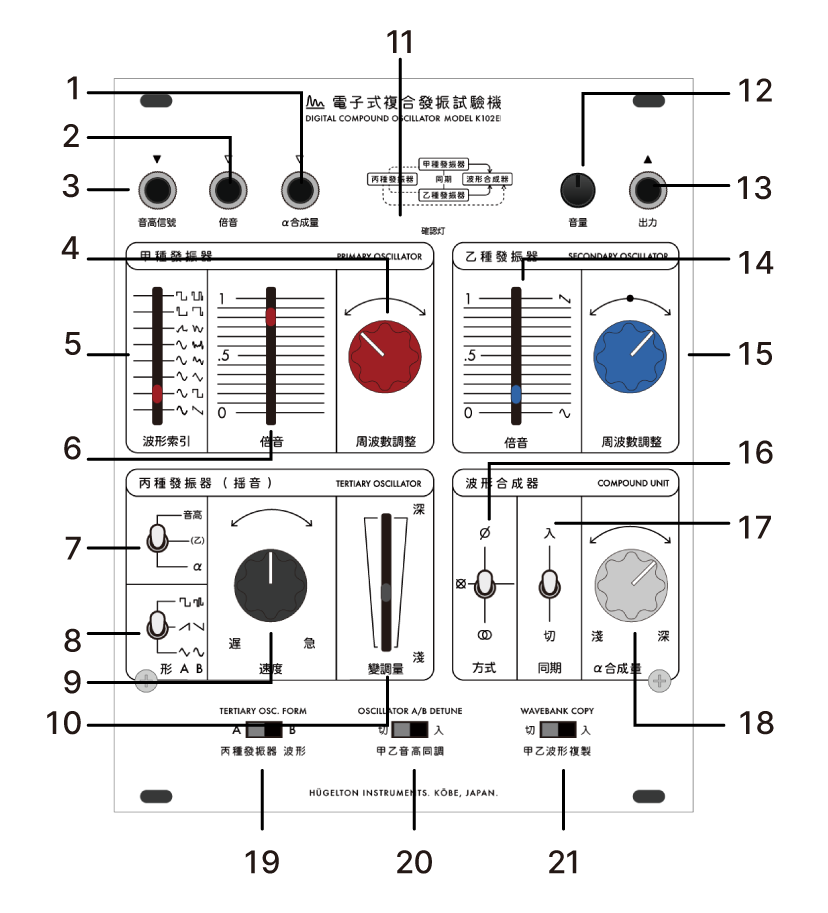 11
1
2
3
12
13
電子式複合發振試驗機
DIGITAL COMPOUND OSCILLATOR MODEL K102E
甲種發振器
丙種發振器 同期 波形合成器
乙種發振器
音高信號 倍音 α合成量 音量 出力
確認灯
4
5
6
14
15
甲種發振器 PRIMARY OSCILLATOR
乙種發振器 SECONDARY OSCILLATOR
1
.5
0
1
.5
0
波形索引 倍音 周波數調整
倍音 周波數調整
7
8
9
10
16
17
18
丙種發振器(揺音) TERTIARY OSCILLATOR
波形合成器 COMPOUND UNIT
音高
(乙)
α
深
入
遅 急
淺
切
淺 深
形 A B 速度 變調量
方式 同期 α合成量
TERTIARY OSC. FORM OSCILLATOR A/B DETUNE WAVEBANK COPY
A B 切 入 切 入
丙種發振器 波形 甲乙音高同調 甲乙波形複製
HÜGELTON INSTRUMENTS. KŌBE, JAPAN.
19 20 21